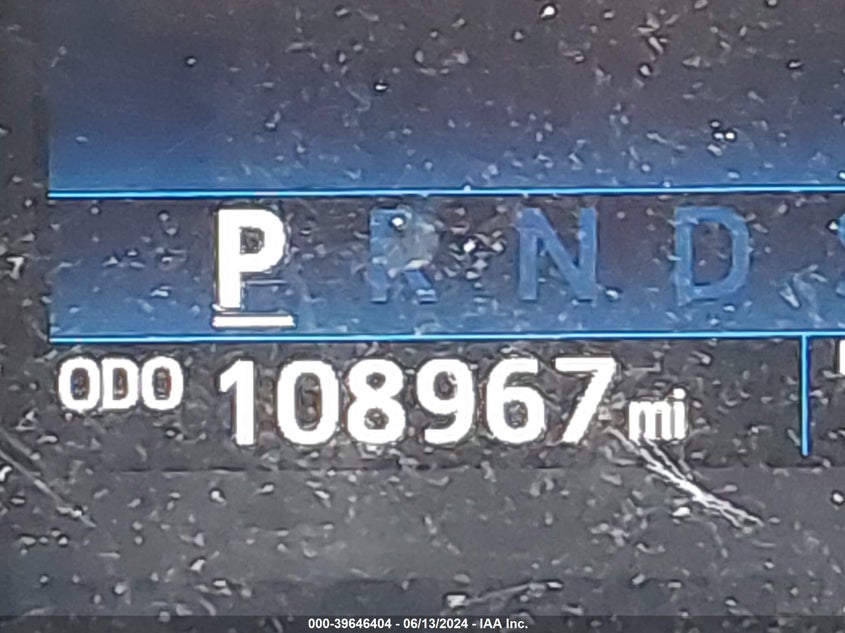 P R N D
ODO 108967 mi
000-39646404 - 06/13/2024 - IAA Inc.